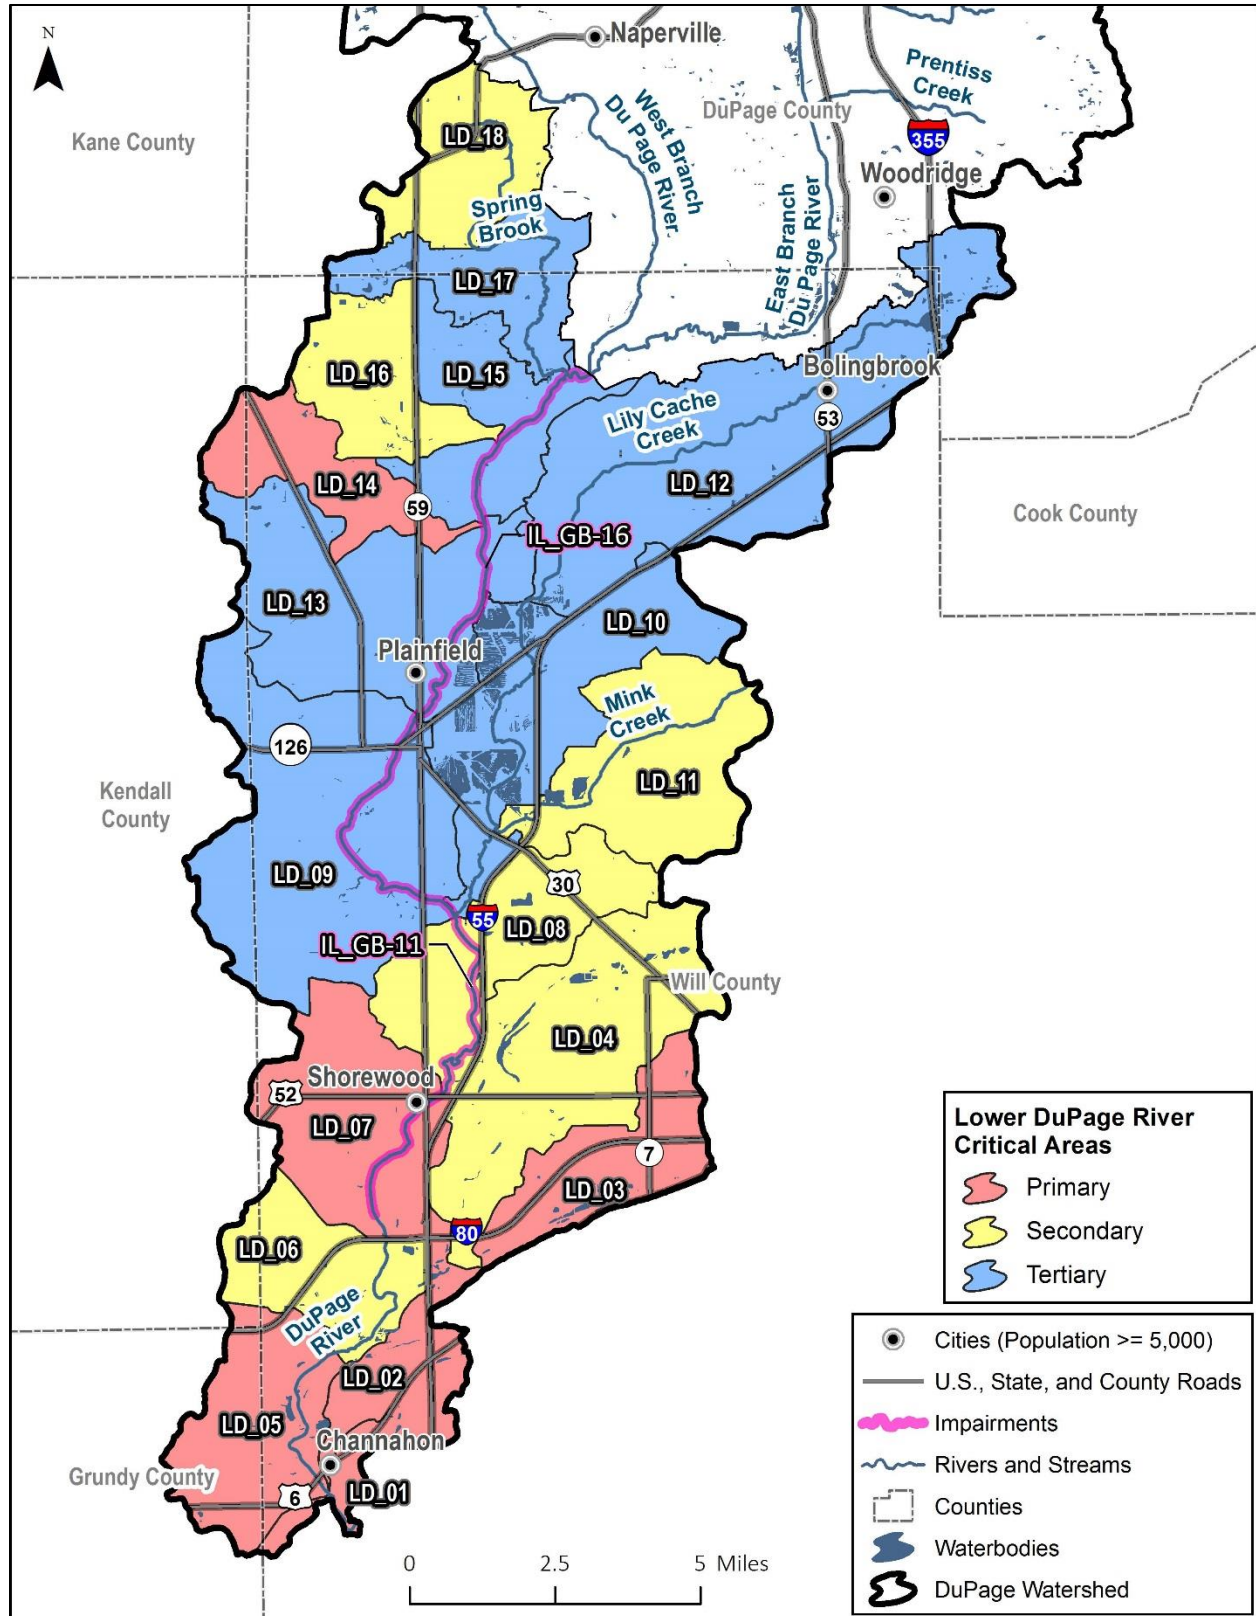 N
Naperville
Prentiss
Creek
West Branch
Du Page River
DuPage County
Kane County
LD_18
355
Woodridge
Spring
Brook
East Branch
Du Page River
LD_17
LD_16
LD_15
Bolingbrook
Lily Cache
Creek
53
LD_14
LD_12
59
Cook County
IL_GB-16
LD_13
LD_10
Plainfield
Mink
Creek
126
LD_11
Kendall
County
LD_09
30
55
LD_08
IL_GB-11
Will County
LD_04
Shorewood
52
LD_07
7
LD_03
80
LD_06
DuPage
River
LD_02
LD_05
Channahon
Grundy County
6
LD_01
0 2.5 5 Miles
Lower DuPage River
Critical Areas
Primary
Secondary
Tertiary
Cities (Population >= 5,000)
U.S., State, and County Roads
Impairments
Rivers and Streams
Counties
Waterbodies
DuPage Watershed